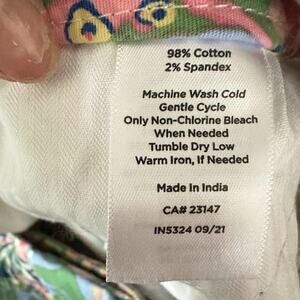 98% Cotton
2% Spandex
Machine Wash Cold
Gentle Cycle
Only Non-Chlorine Bleach
When Needed
Tumble Dry Low
Warm Iron, If Needed
Made in India
CA# 23147
IN5324 09/21